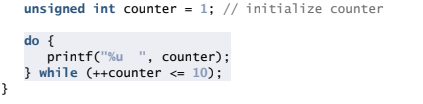 unsigned int counter = 1; // initialize counter
do {
printf("%u  ", counter);
} while (++counter <= 10);
}